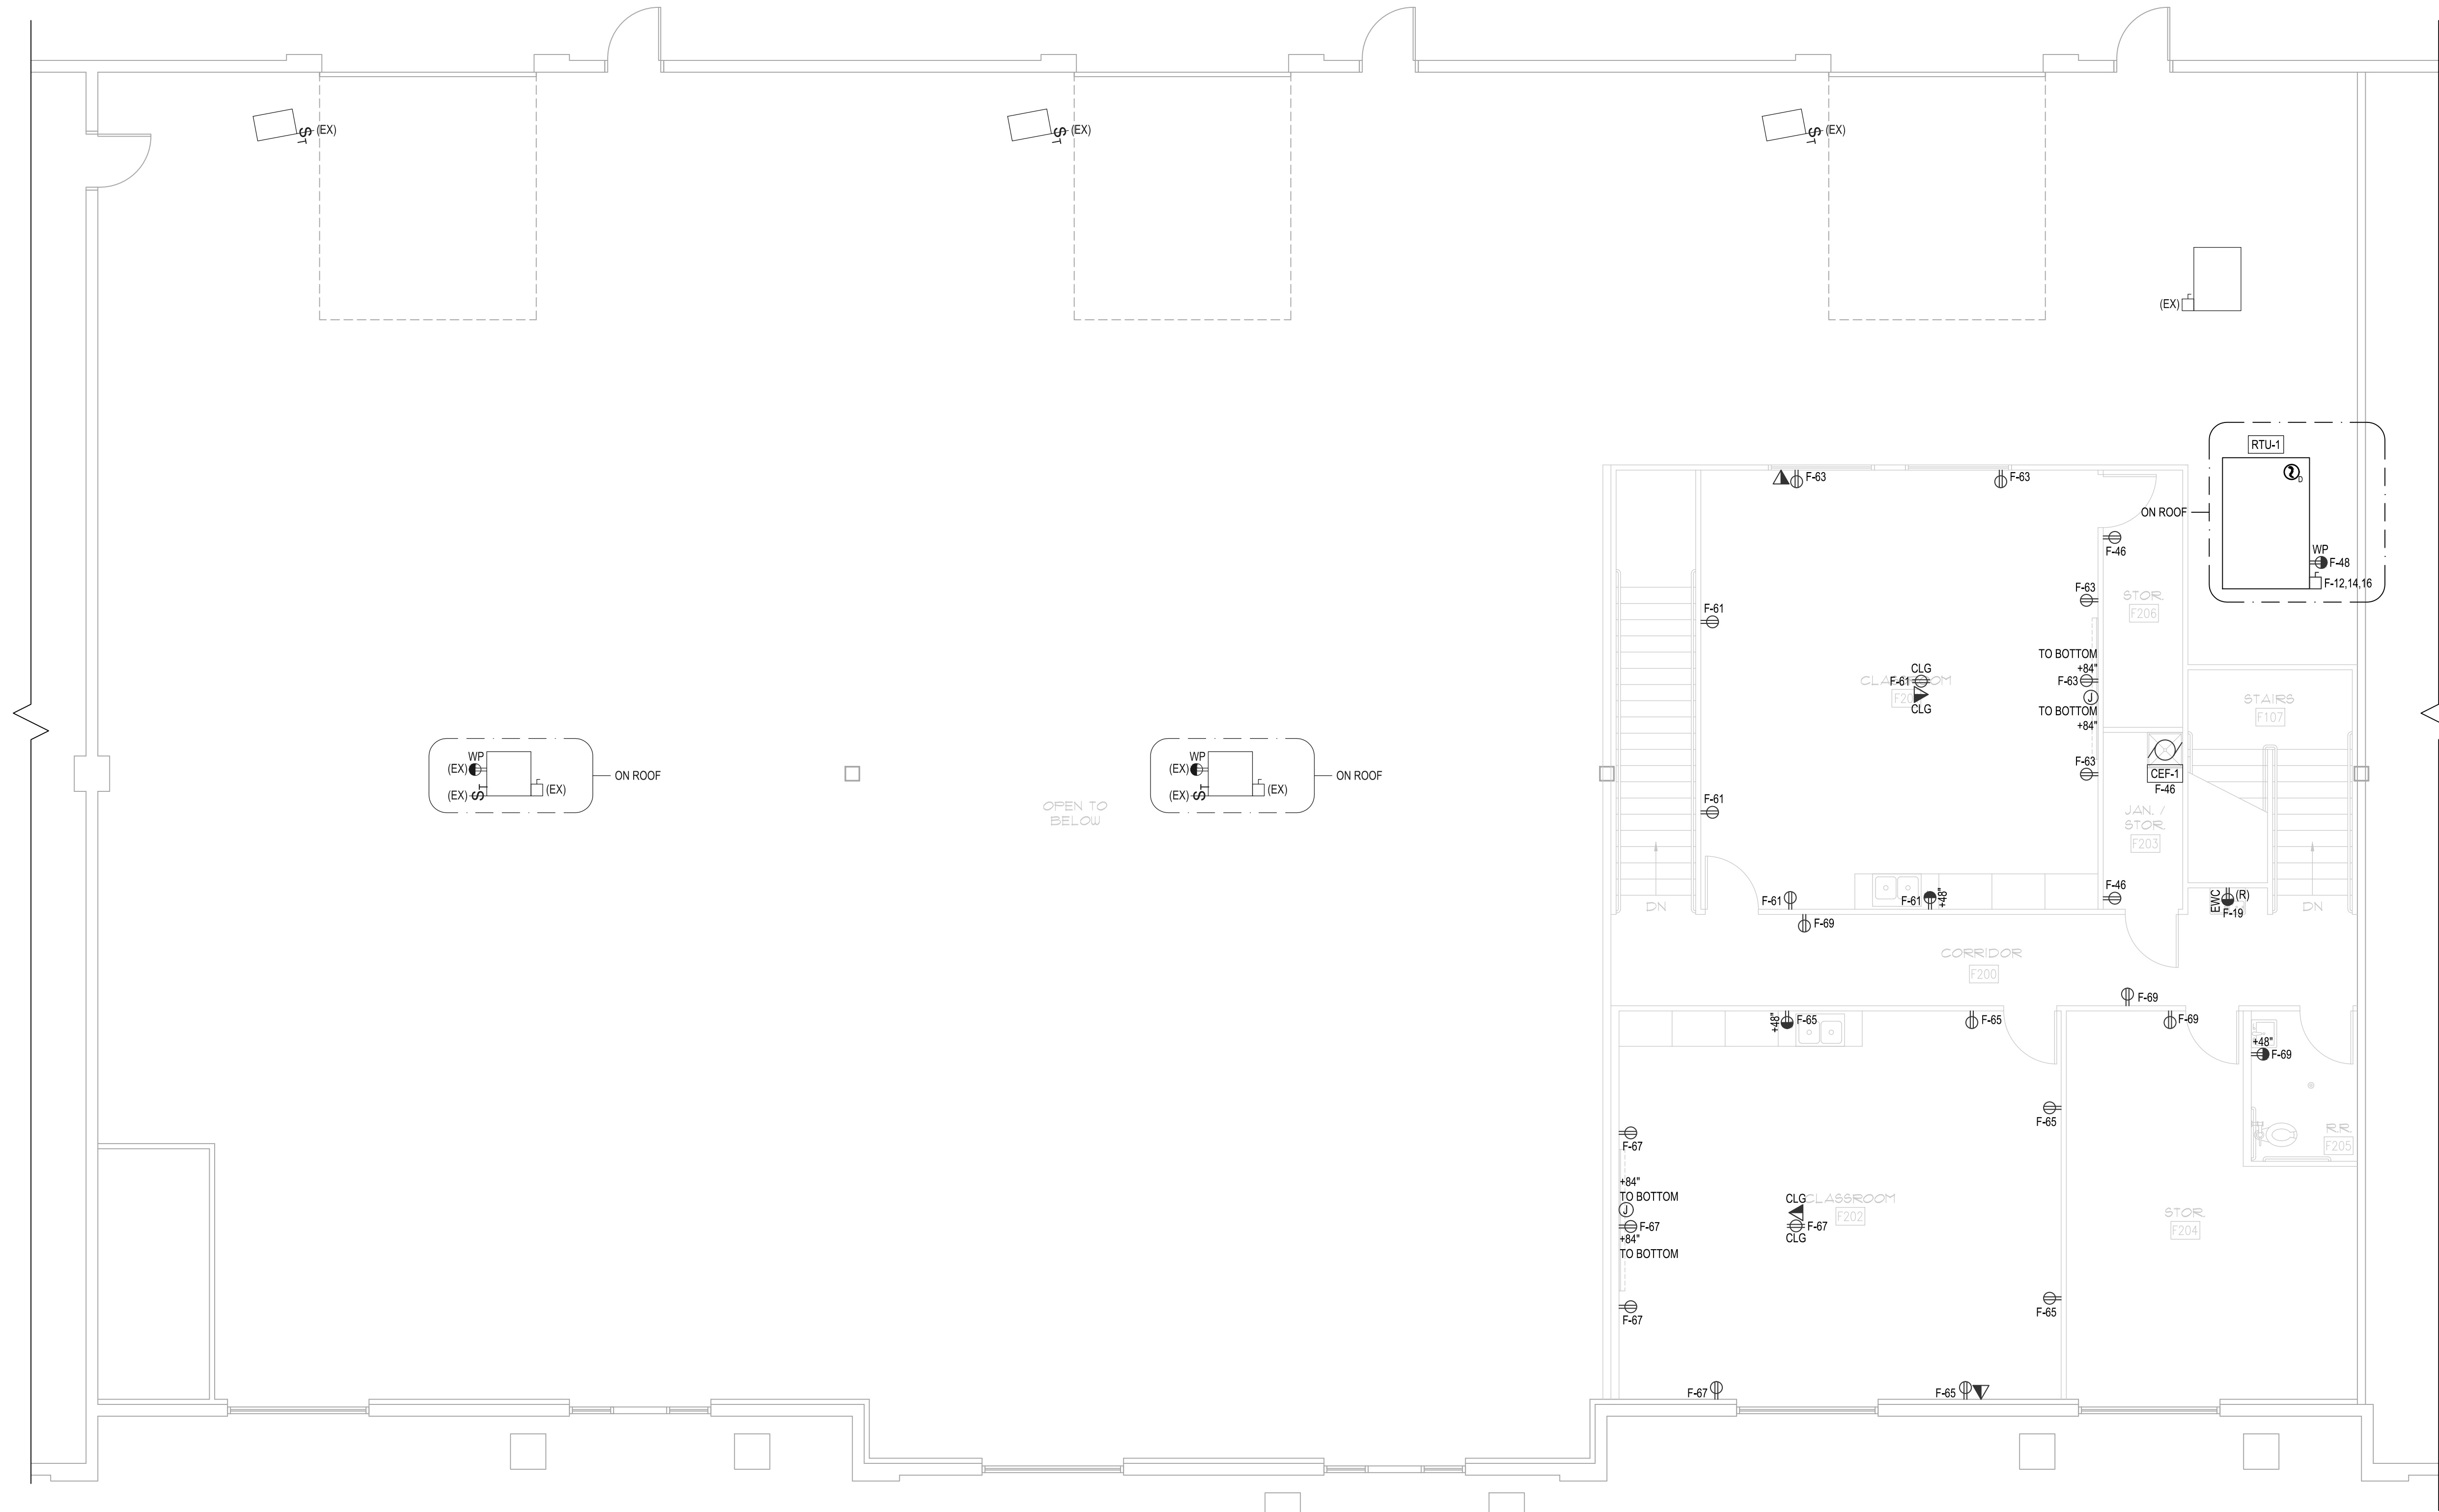 S T (EX)
S T (EX)
S T (EX)
(EX)
RTU-1
D
ON ROOF
WP
F-48
F-12,14,16
F-63
F-63
F-46
F-63
STOR.
F206
F-61
TO BOTTOM
+84"
F-63
J
TO BOTTOM
+84"
CLG
F-61
CLASSROOM
CLG
STAIRS
F107
WP
(EX)
(EX) S T
(EX)
ON ROOF
WP
(EX)
(EX) S T
(EX)
ON ROOF
F-63
CEF-1
F-46
OPEN TO
BELOW
F-61
JAN. /
STOR.
F203
F-61
F-61
+48"
F-46
EWC
(R)
F-19
DN
DN
F-69
CORRIDOR
F200
F-69
+48"
F-65
F-65
F-69
+48"
F-69
F-65
F-67
R.R.
F205
+84"
TO BOTTOM
J
F-67
+84"
TO BOTTOM
CLG
CLASSROOM
F202
F-67
CLG
STOR.
F204
F-65
F-67
F-67
F-65